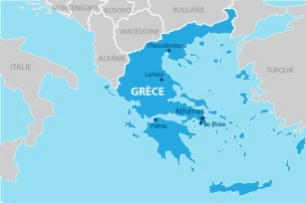 MONTÉNÉGRO
KOSOVO
BULGARIE
MACÉDOINE
ITALIE
ALBANIE
Thessalonique
TURQUIE
Larissa
GRÈCE
Athènes
Patras
Le Pirée